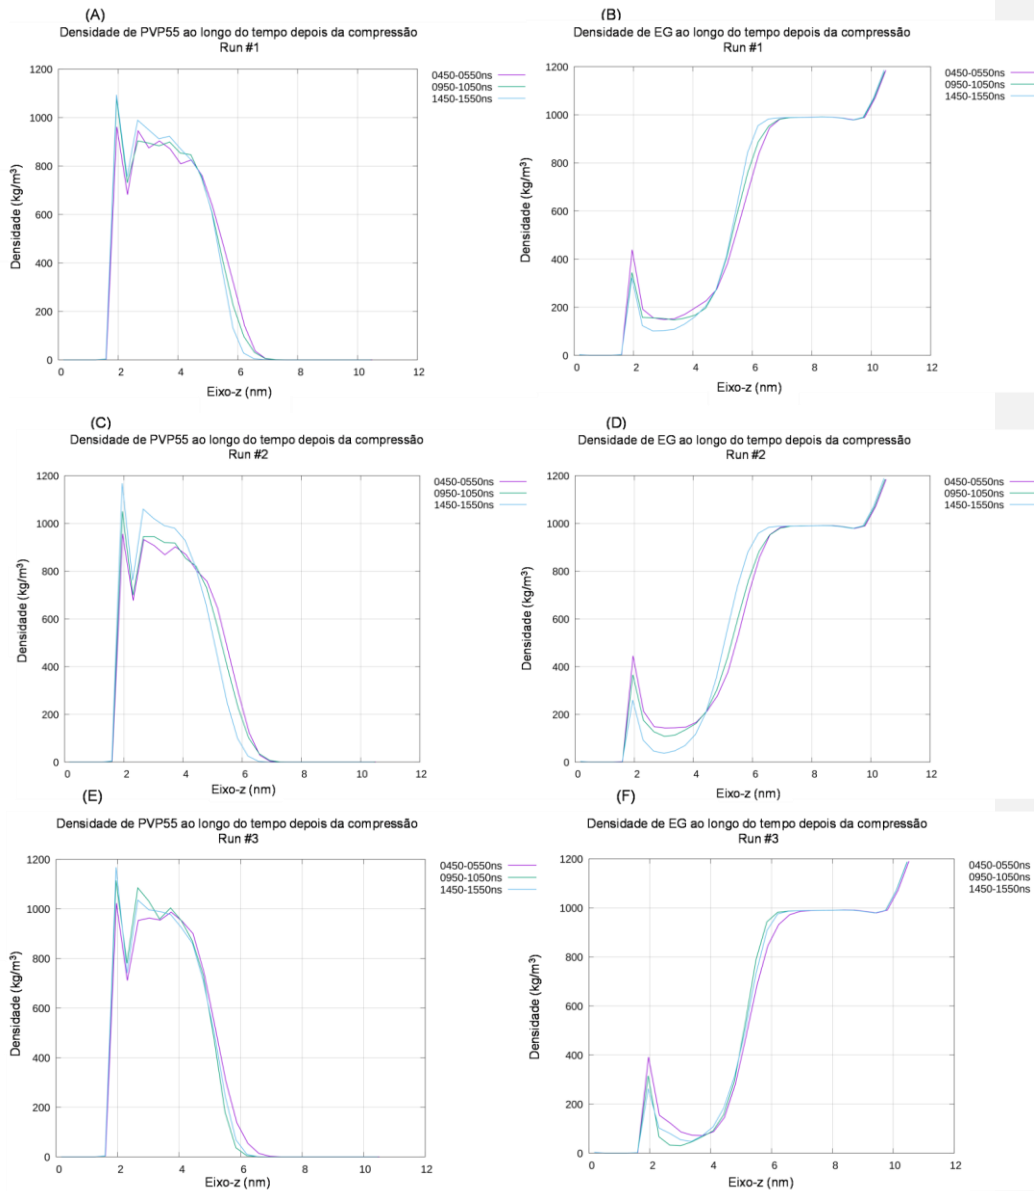 (A)
Densidade de PVP55 ao longo do tempo depois da compressão
Run #1
0450-0550ns
0950-1050ns
1450-1550ns
1200
1000
800
600
400
200
0
Densidade (kg/m³)
0 2 4 6 8 10 12
Eixo-z (nm)
(B)
Densidade de EG ao longo do tempo depois da compressão
Run #1
0450-0550ns
0950-1050ns
1450-1550ns
1200
1000
800
600
400
200
0
Densidade (kg/m³)
0 2 4 6 8 10 12
Eixo-z (nm)
(C)
Densidade de PVP55 ao longo do tempo depois da compressão
Run #2
0450-0550ns
0950-1050ns
1450-1550ns
1200
1000
800
600
400
200
0
Densidade (kg/m³)
0 2 4 6 8 10 12
Eixo-z (nm)
(D)
Densidade de EG ao longo do tempo depois da compressão
Run #2
0450-0550ns
0950-1050ns
1450-1550ns
1200
1000
800
600
400
200
0
Densidade (kg/m³)
0 2 4 6 8 10 12
Eixo-z (nm)
(E)
Densidade de PVP55 ao longo do tempo depois da compressão
Run #3
0450-0550ns
0950-1050ns
1450-1550ns
1200
1000
800
600
400
200
0
Densidade (kg/m³)
0 2 4 6 8 10 12
Eixo-z (nm)
(F)
Densidade de EG ao longo do tempo depois da compressão
Run #3
0450-0550ns
0950-1050ns
1450-1550ns
1200
1000
800
600
400
200
0
Densidade (kg/m³)
0 2 4 6 8 10 12
Eixo-z (nm)